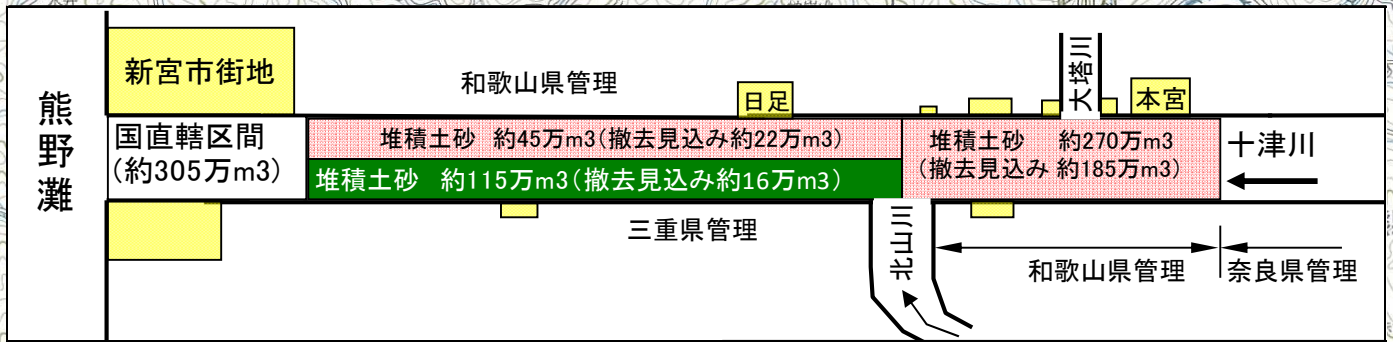 熊野灘
新宮市街地
和歌山県管理
日足
大塔川
本宮
国直轄区間
(約305万m3)
堆積土砂 約45万m3(撤去見込み約22万m3)
堆積土砂 約115万m3(撤去見込み約16万m3)
堆積土砂 約270万m3
(撤去見込み 約185万m3)
十津川
三重県管理
北山川
和歌山県管理
奈良県管理